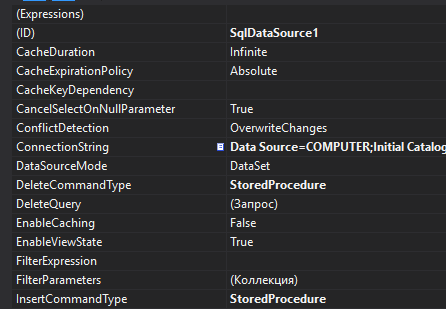 (Expressions)
(ID) SqlDataSource1
CacheDuration Infinite
CacheExpirationPolicy Absolute
CacheKeyDependency
CancelSelectOnNullParameter True
ConflictDetection OverwriteChanges
ConnectionString Data Source=COMPUTER;Initial Catalog
DataSourceMode DataSet
DeleteCommandType StoredProcedure
DeleteQuery (Запрос)
EnableCaching False
EnableViewState True
FilterExpression
FilterParameters (Коллекция)
InsertCommandType StoredProcedure